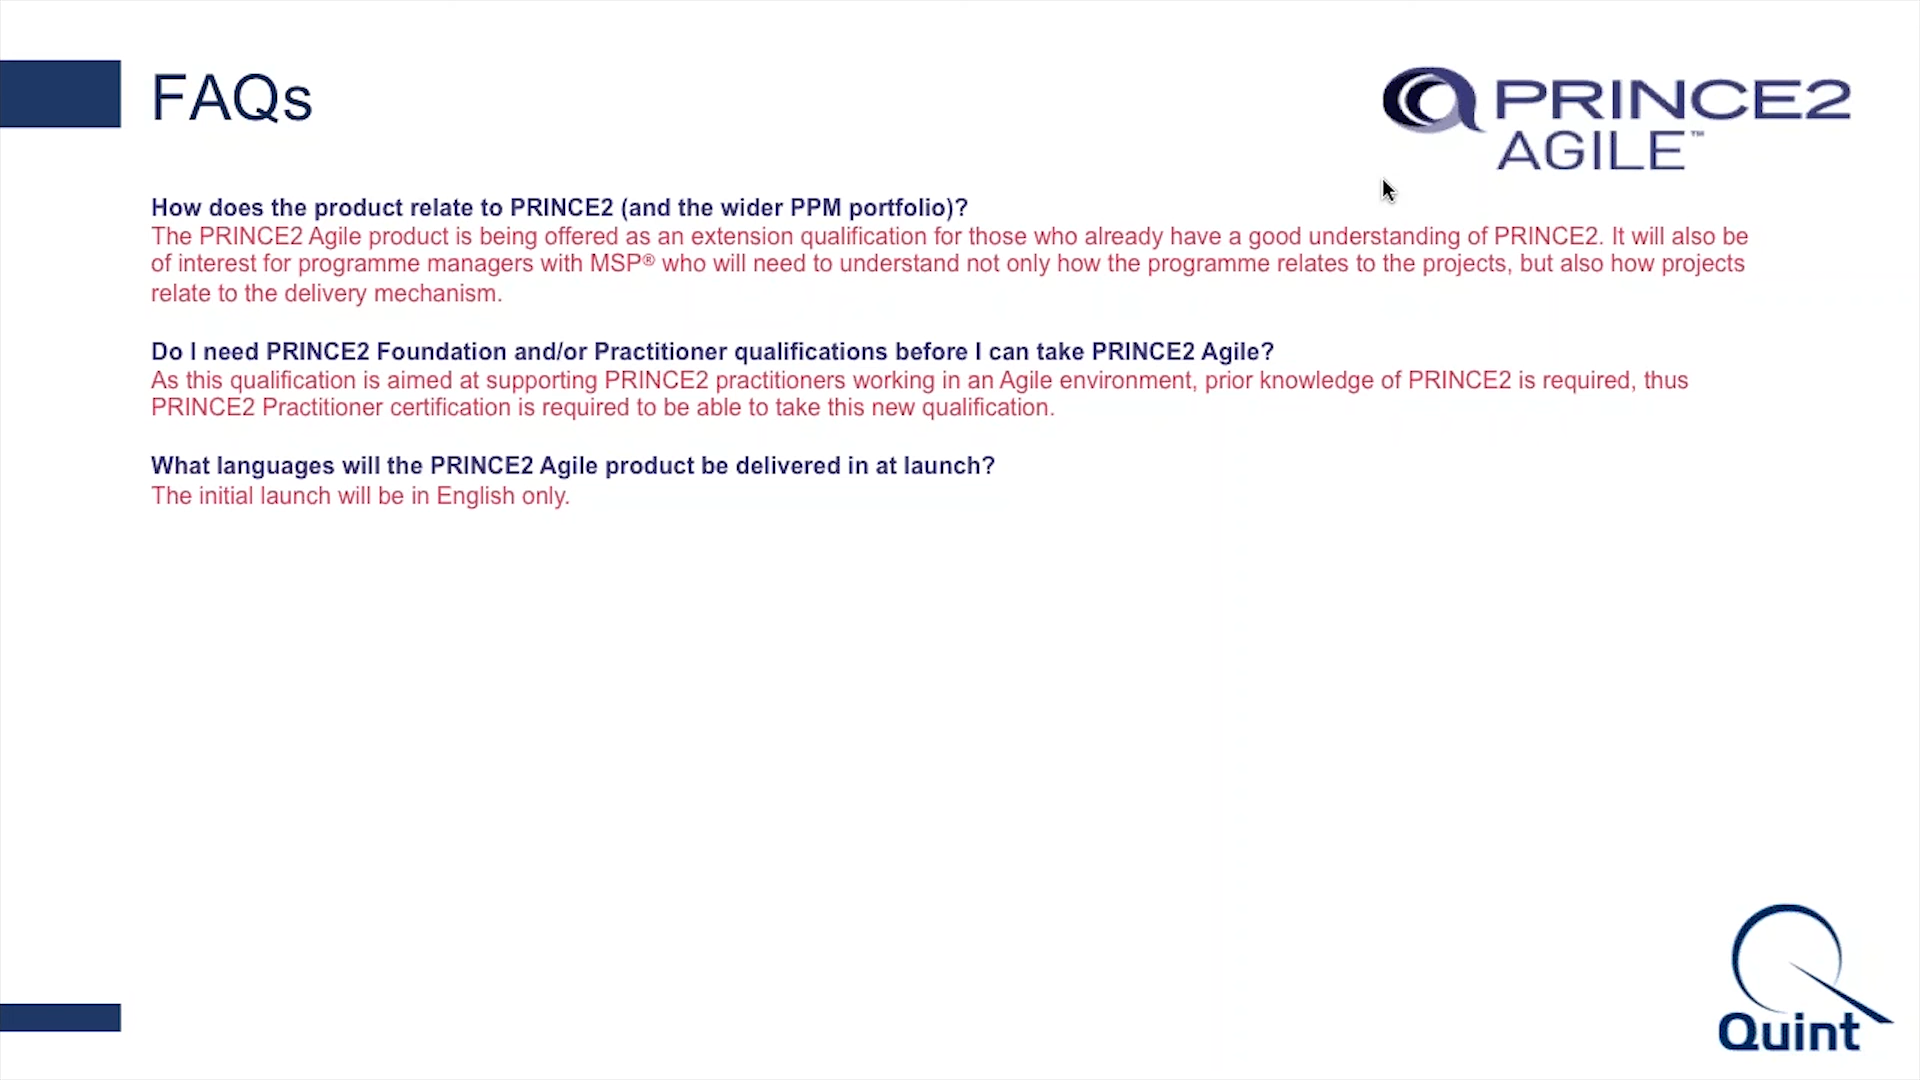 FAQs
PRINCE2
AGILE™
How does the product relate to PRINCE2 (and the wider PPM portfolio)?
The PRINCE2 Agile product is being offered as an extension qualification for those who already have a good understanding of PRINCE2. It will also be
of interest for programme managers with MSP® who will need to understand not only how the programme relates to the projects, but also how projects
relate to the delivery mechanism.
Do I need PRINCE2 Foundation and/or Practitioner qualifications before I can take PRINCE2 Agile?
As this qualification is aimed at supporting PRINCE2 practitioners working in an Agile environment, prior knowledge of PRINCE2 is required, thus
PRINCE2 Practitioner certification is required to be able to take this new qualification.
What languages will the PRINCE2 Agile product be delivered in at launch?
The initial launch will be in English only.
Quint